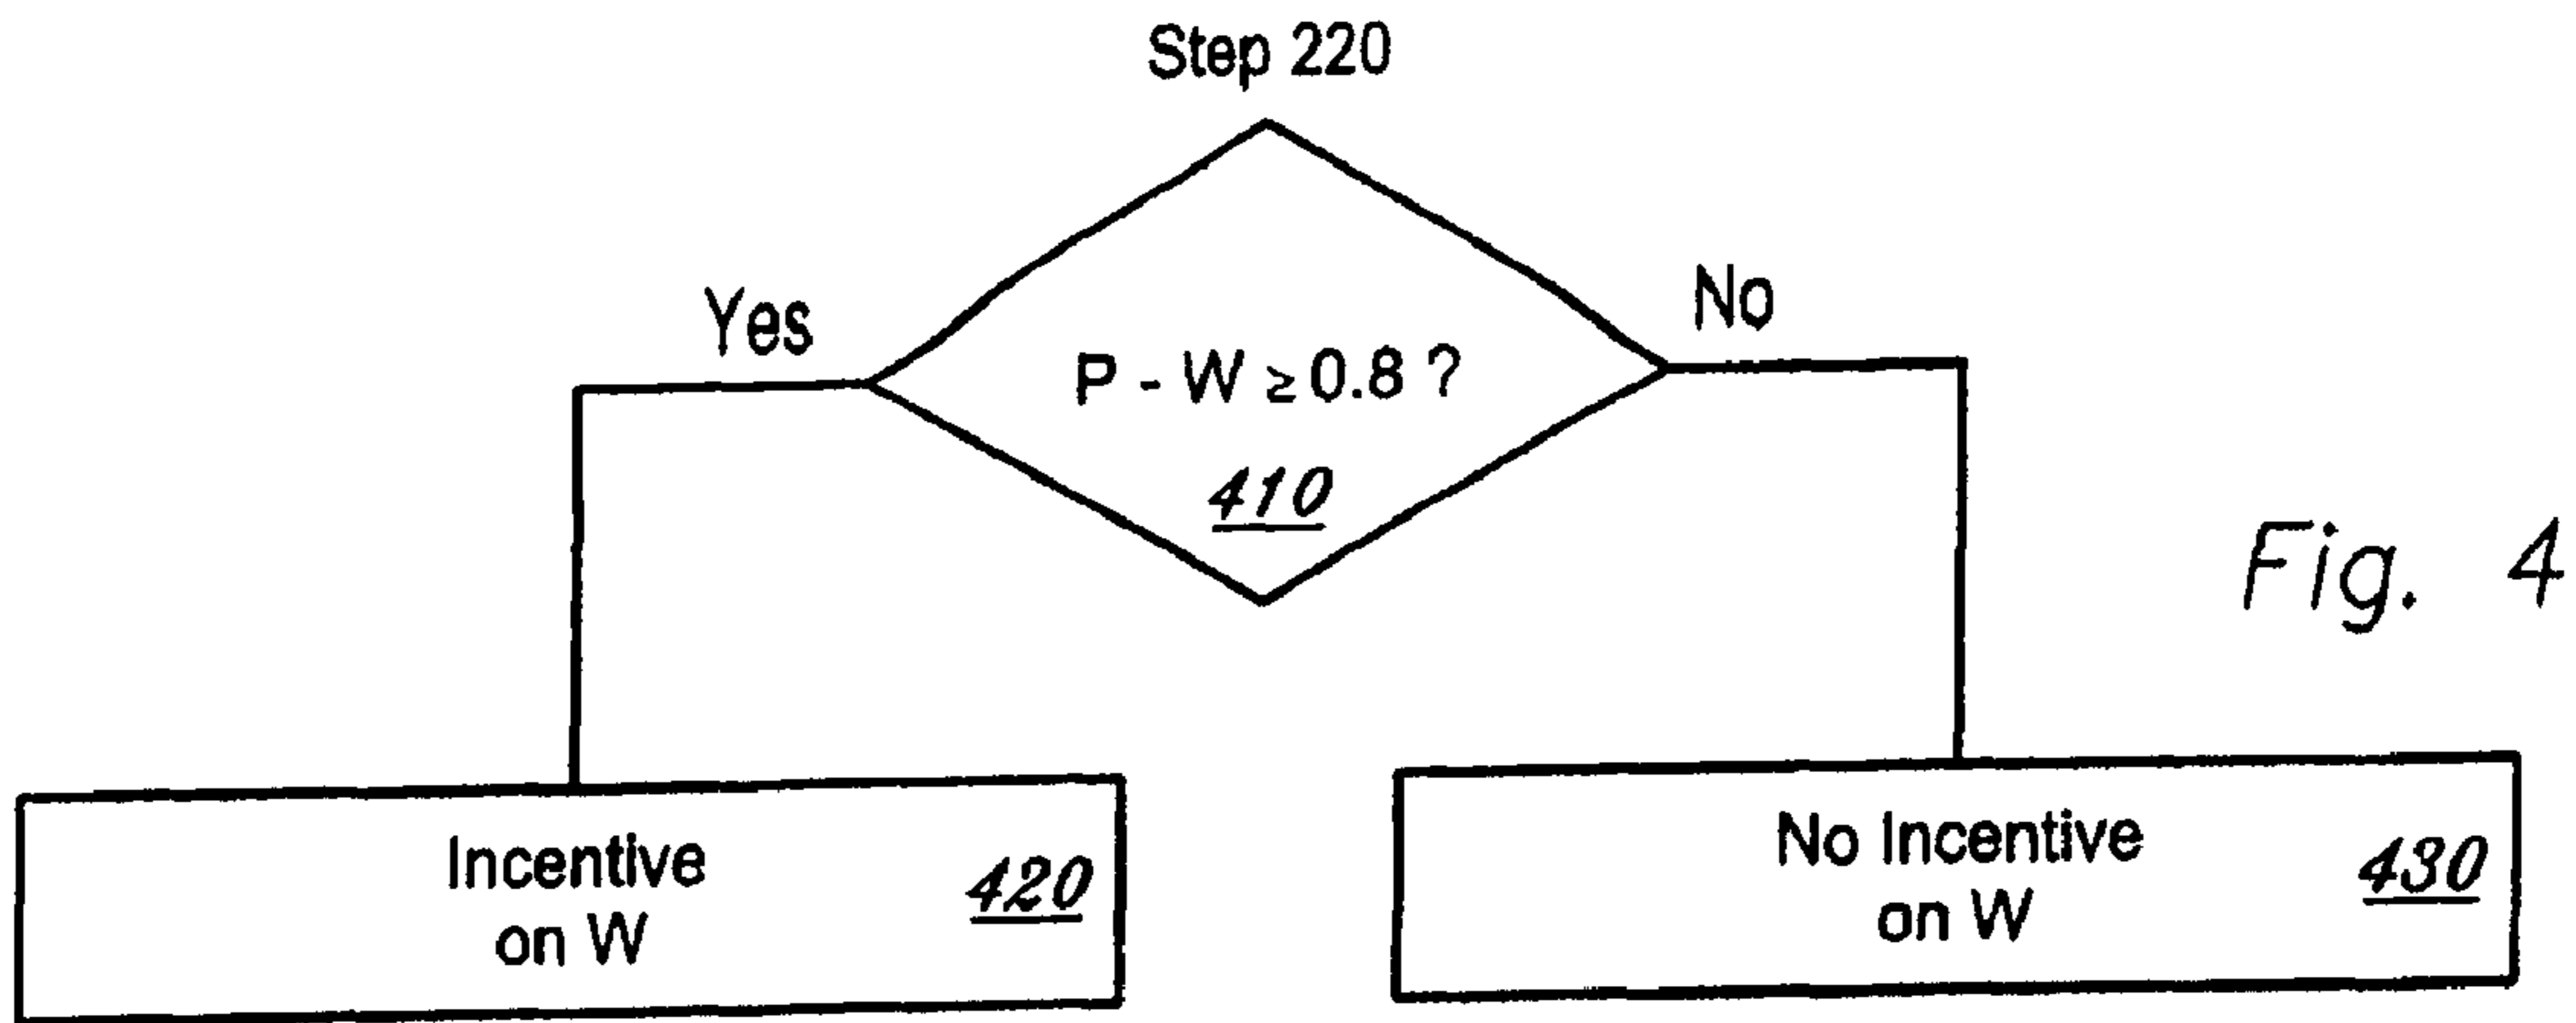 Step 220
Yes
No
P - W ≥ 0.8 ?
410
Fig. 4
Incentive
on W
420
No Incentive
on W
430